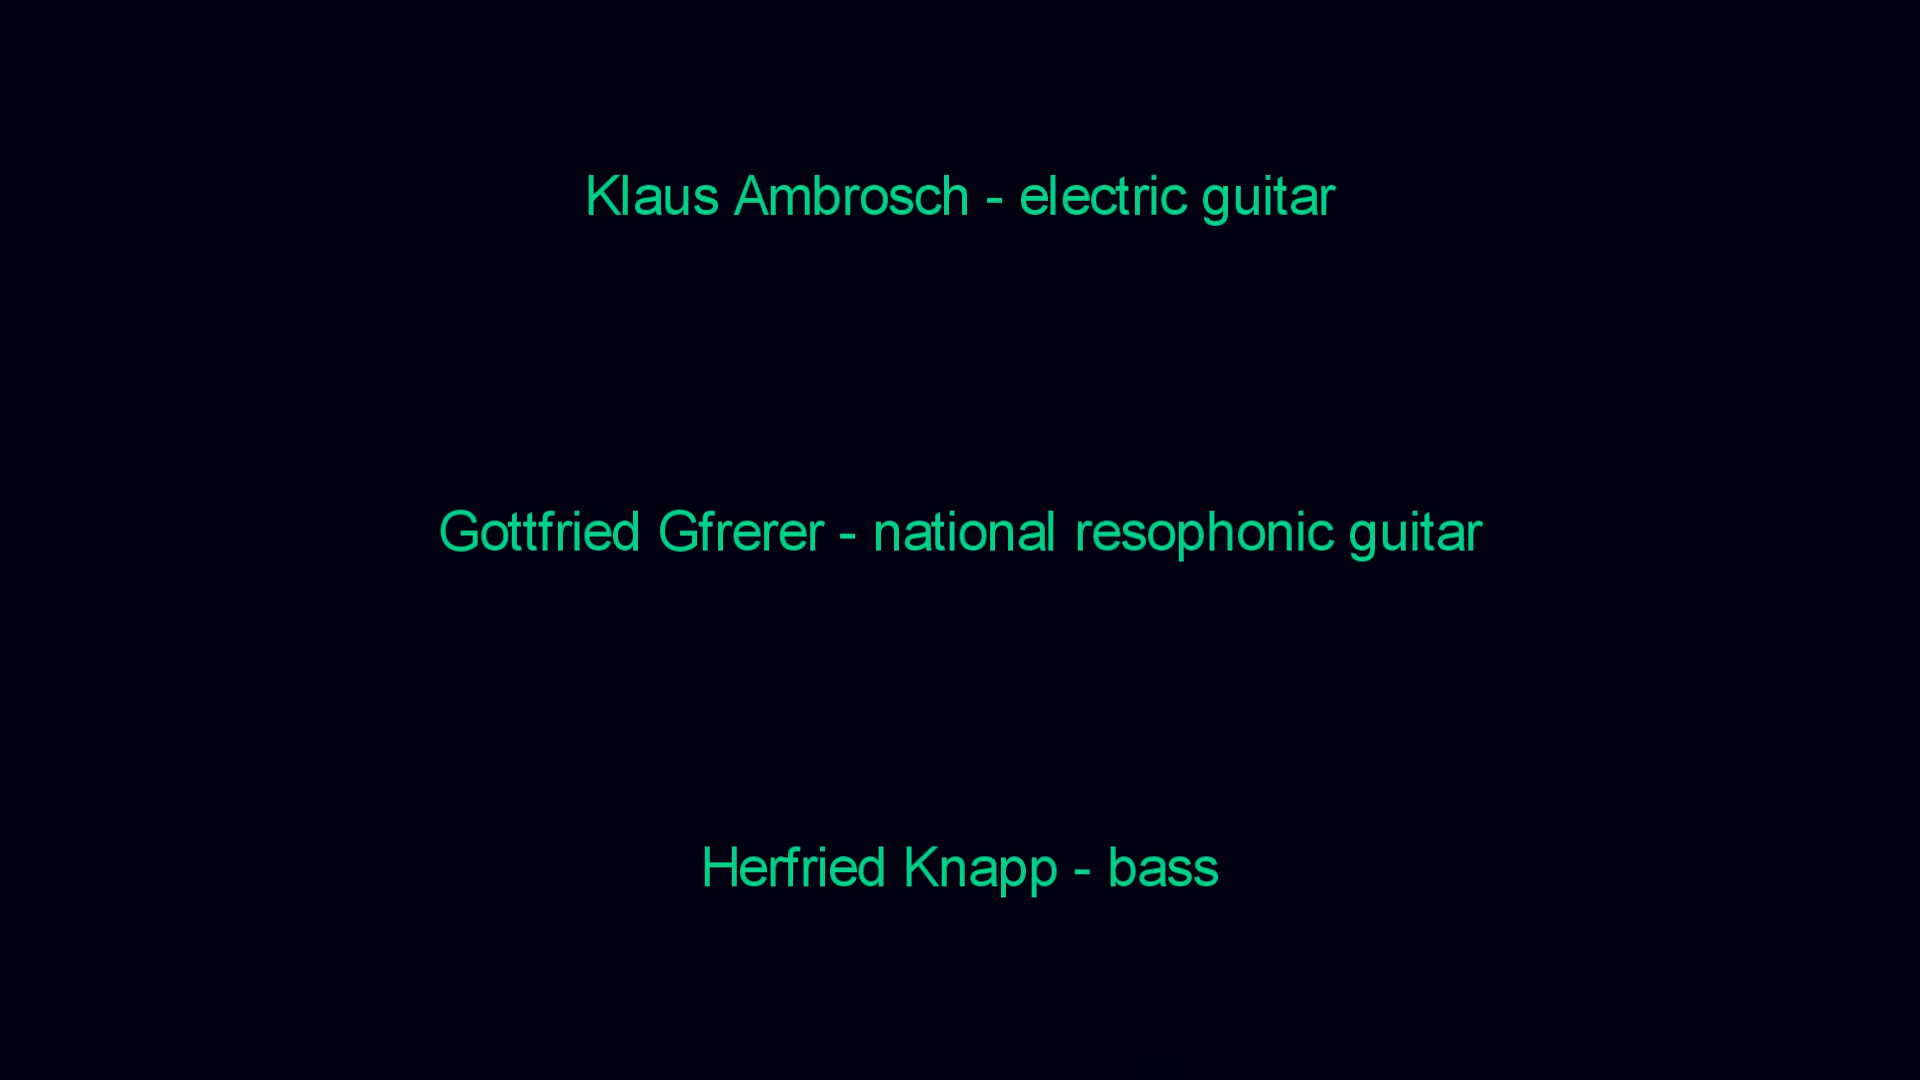 Klaus Ambrosch - electric guitar
Gottfried Gfrerer - national resophonic guitar
Herfried Knapp - bass